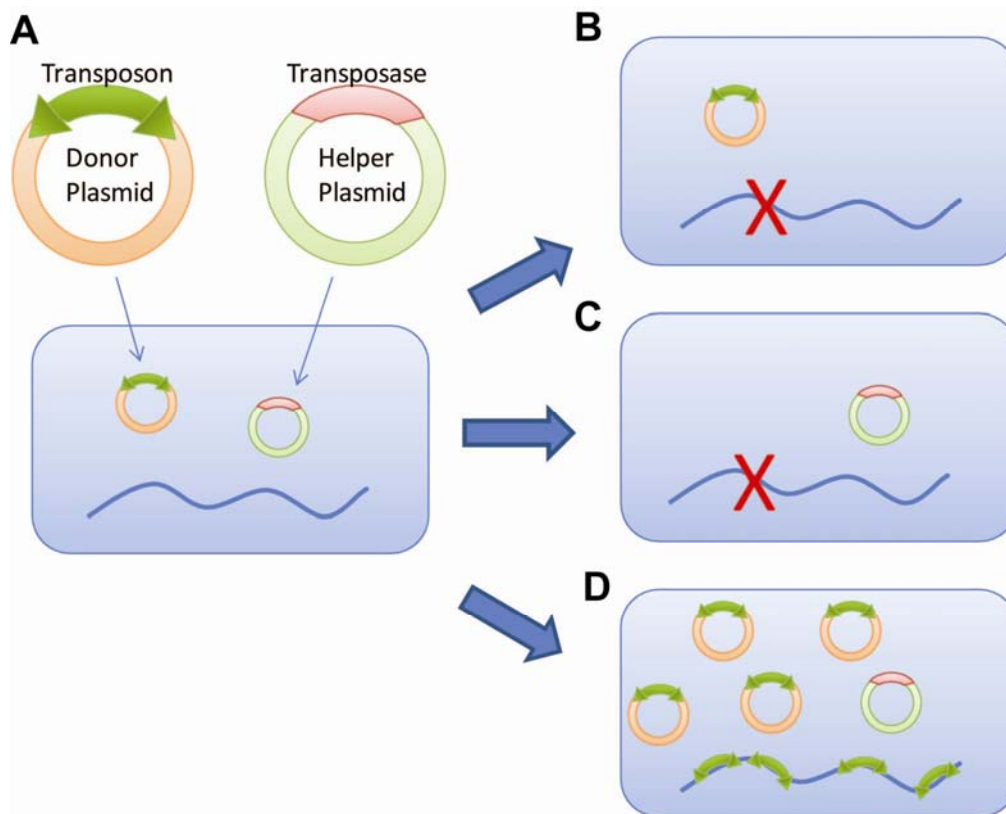 A
Transposon
Donor
Plasmid
Transposase
Helper
Plasmid
B
X
C
X
D